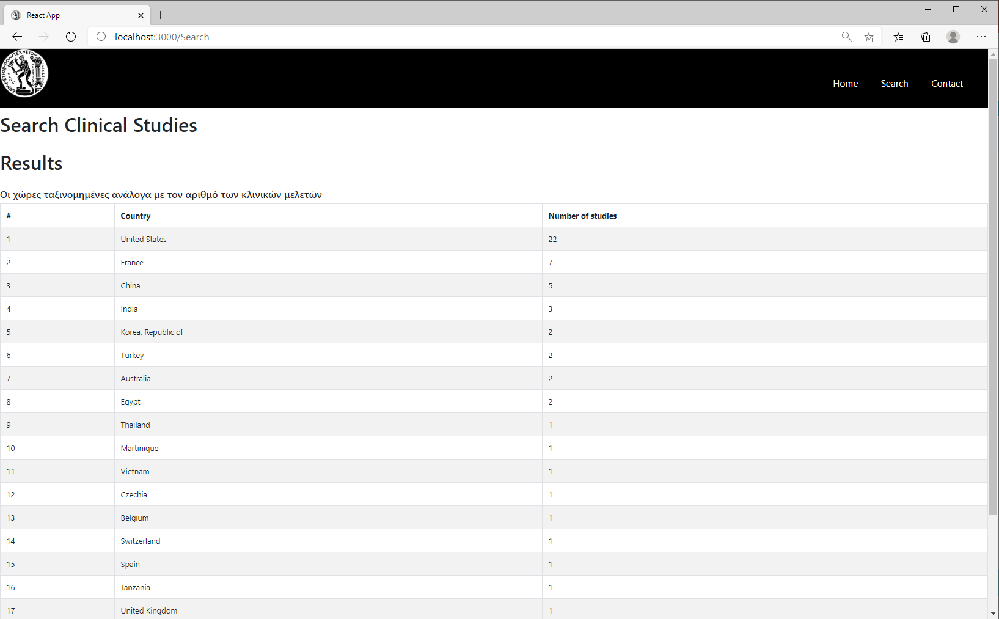 React App
localhost:3000/Search
ΕΘΝ·ΜΕΤΣΟΒ·ΠΟΛΥΤΕΧΝΕΙΟΝ
Home Search Contact
Search Clinical Studies
Results
Οι χώρες ταξινομημένες ανάλογα με τον αριθμό των κλινικών μελετών
# Country Number of studies
1 United States 22
2 France 7
3 China 5
4 India 3
5 Korea, Republic of 2
6 Turkey 2
7 Australia 2
8 Egypt 2
9 Thailand 1
10 Martinique 1
11 Vietnam 1
12 Czechia 1
13 Belgium 1
14 Switzerland 1
15 Spain 1
16 Tanzania 1
17 United Kingdom 1